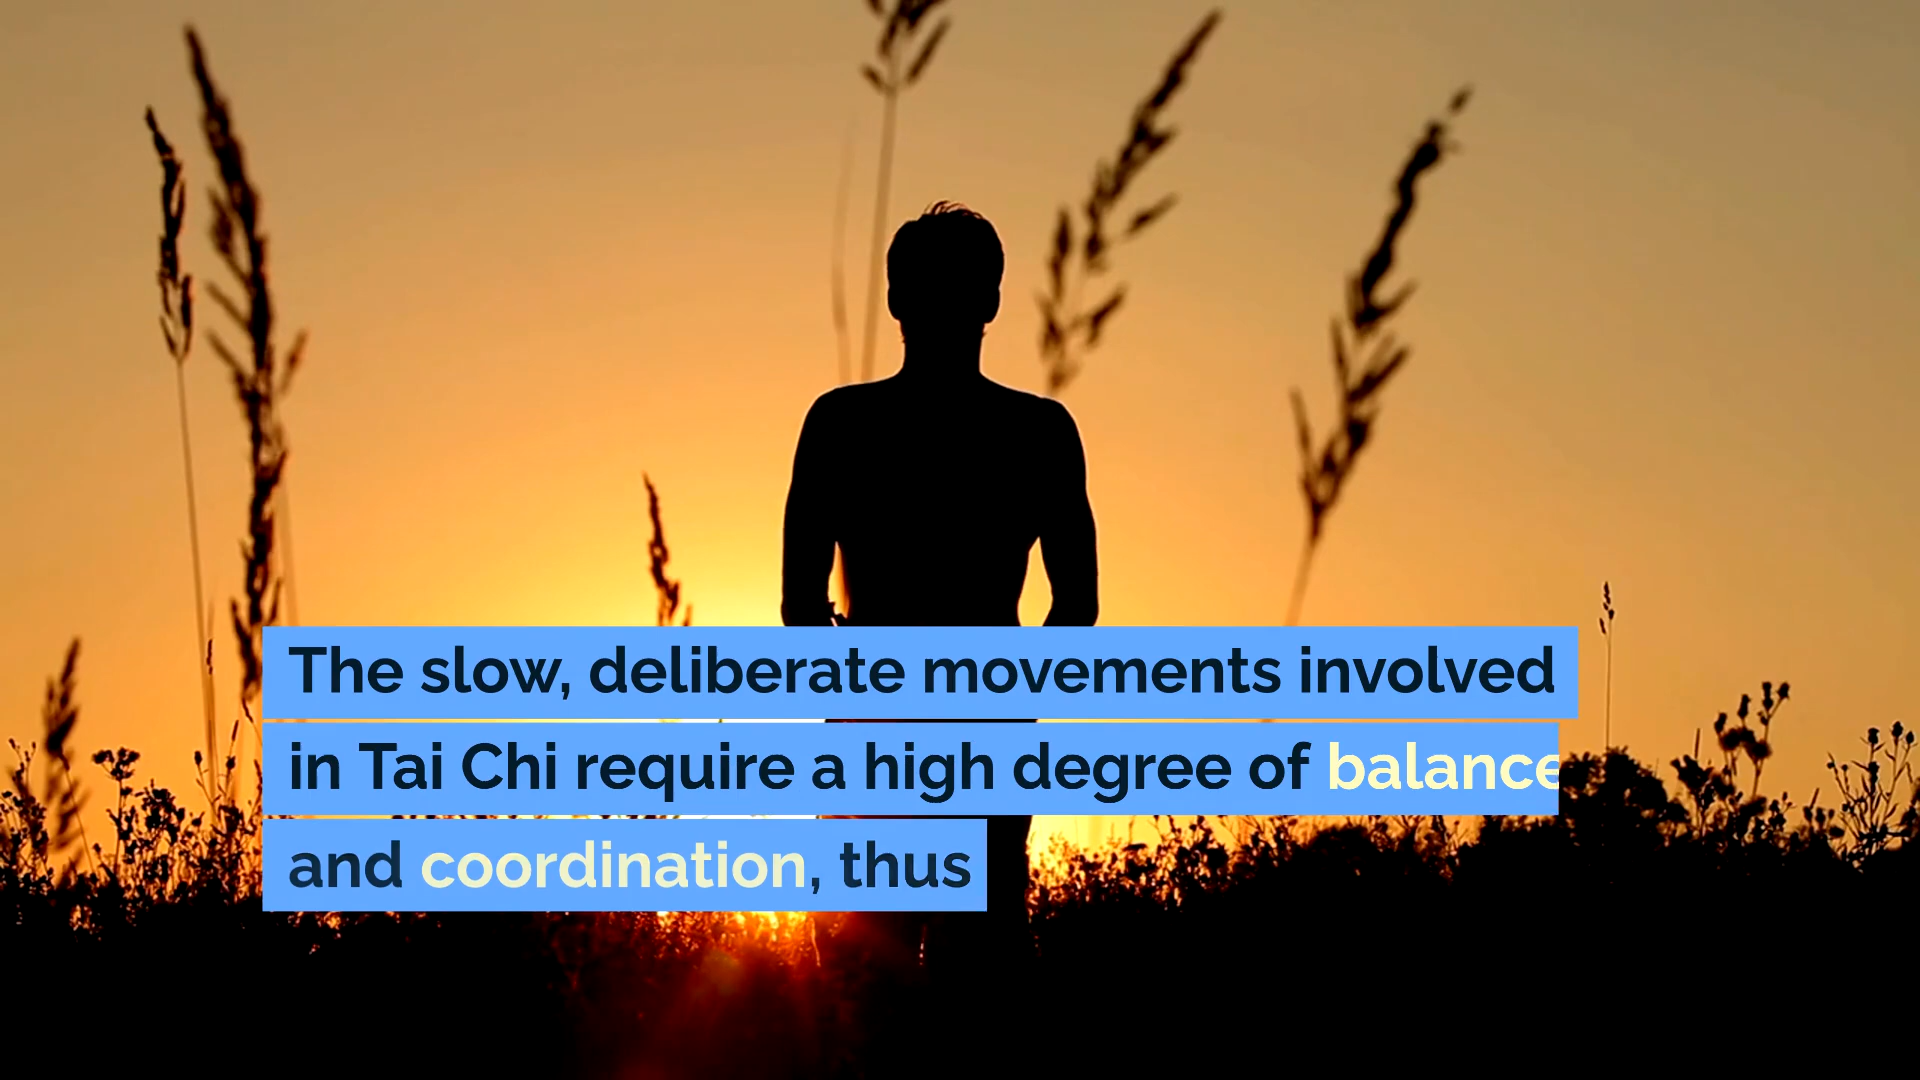 The slow, deliberate movements involved
in Tai Chi require a high degree of balance
and coordination, thus